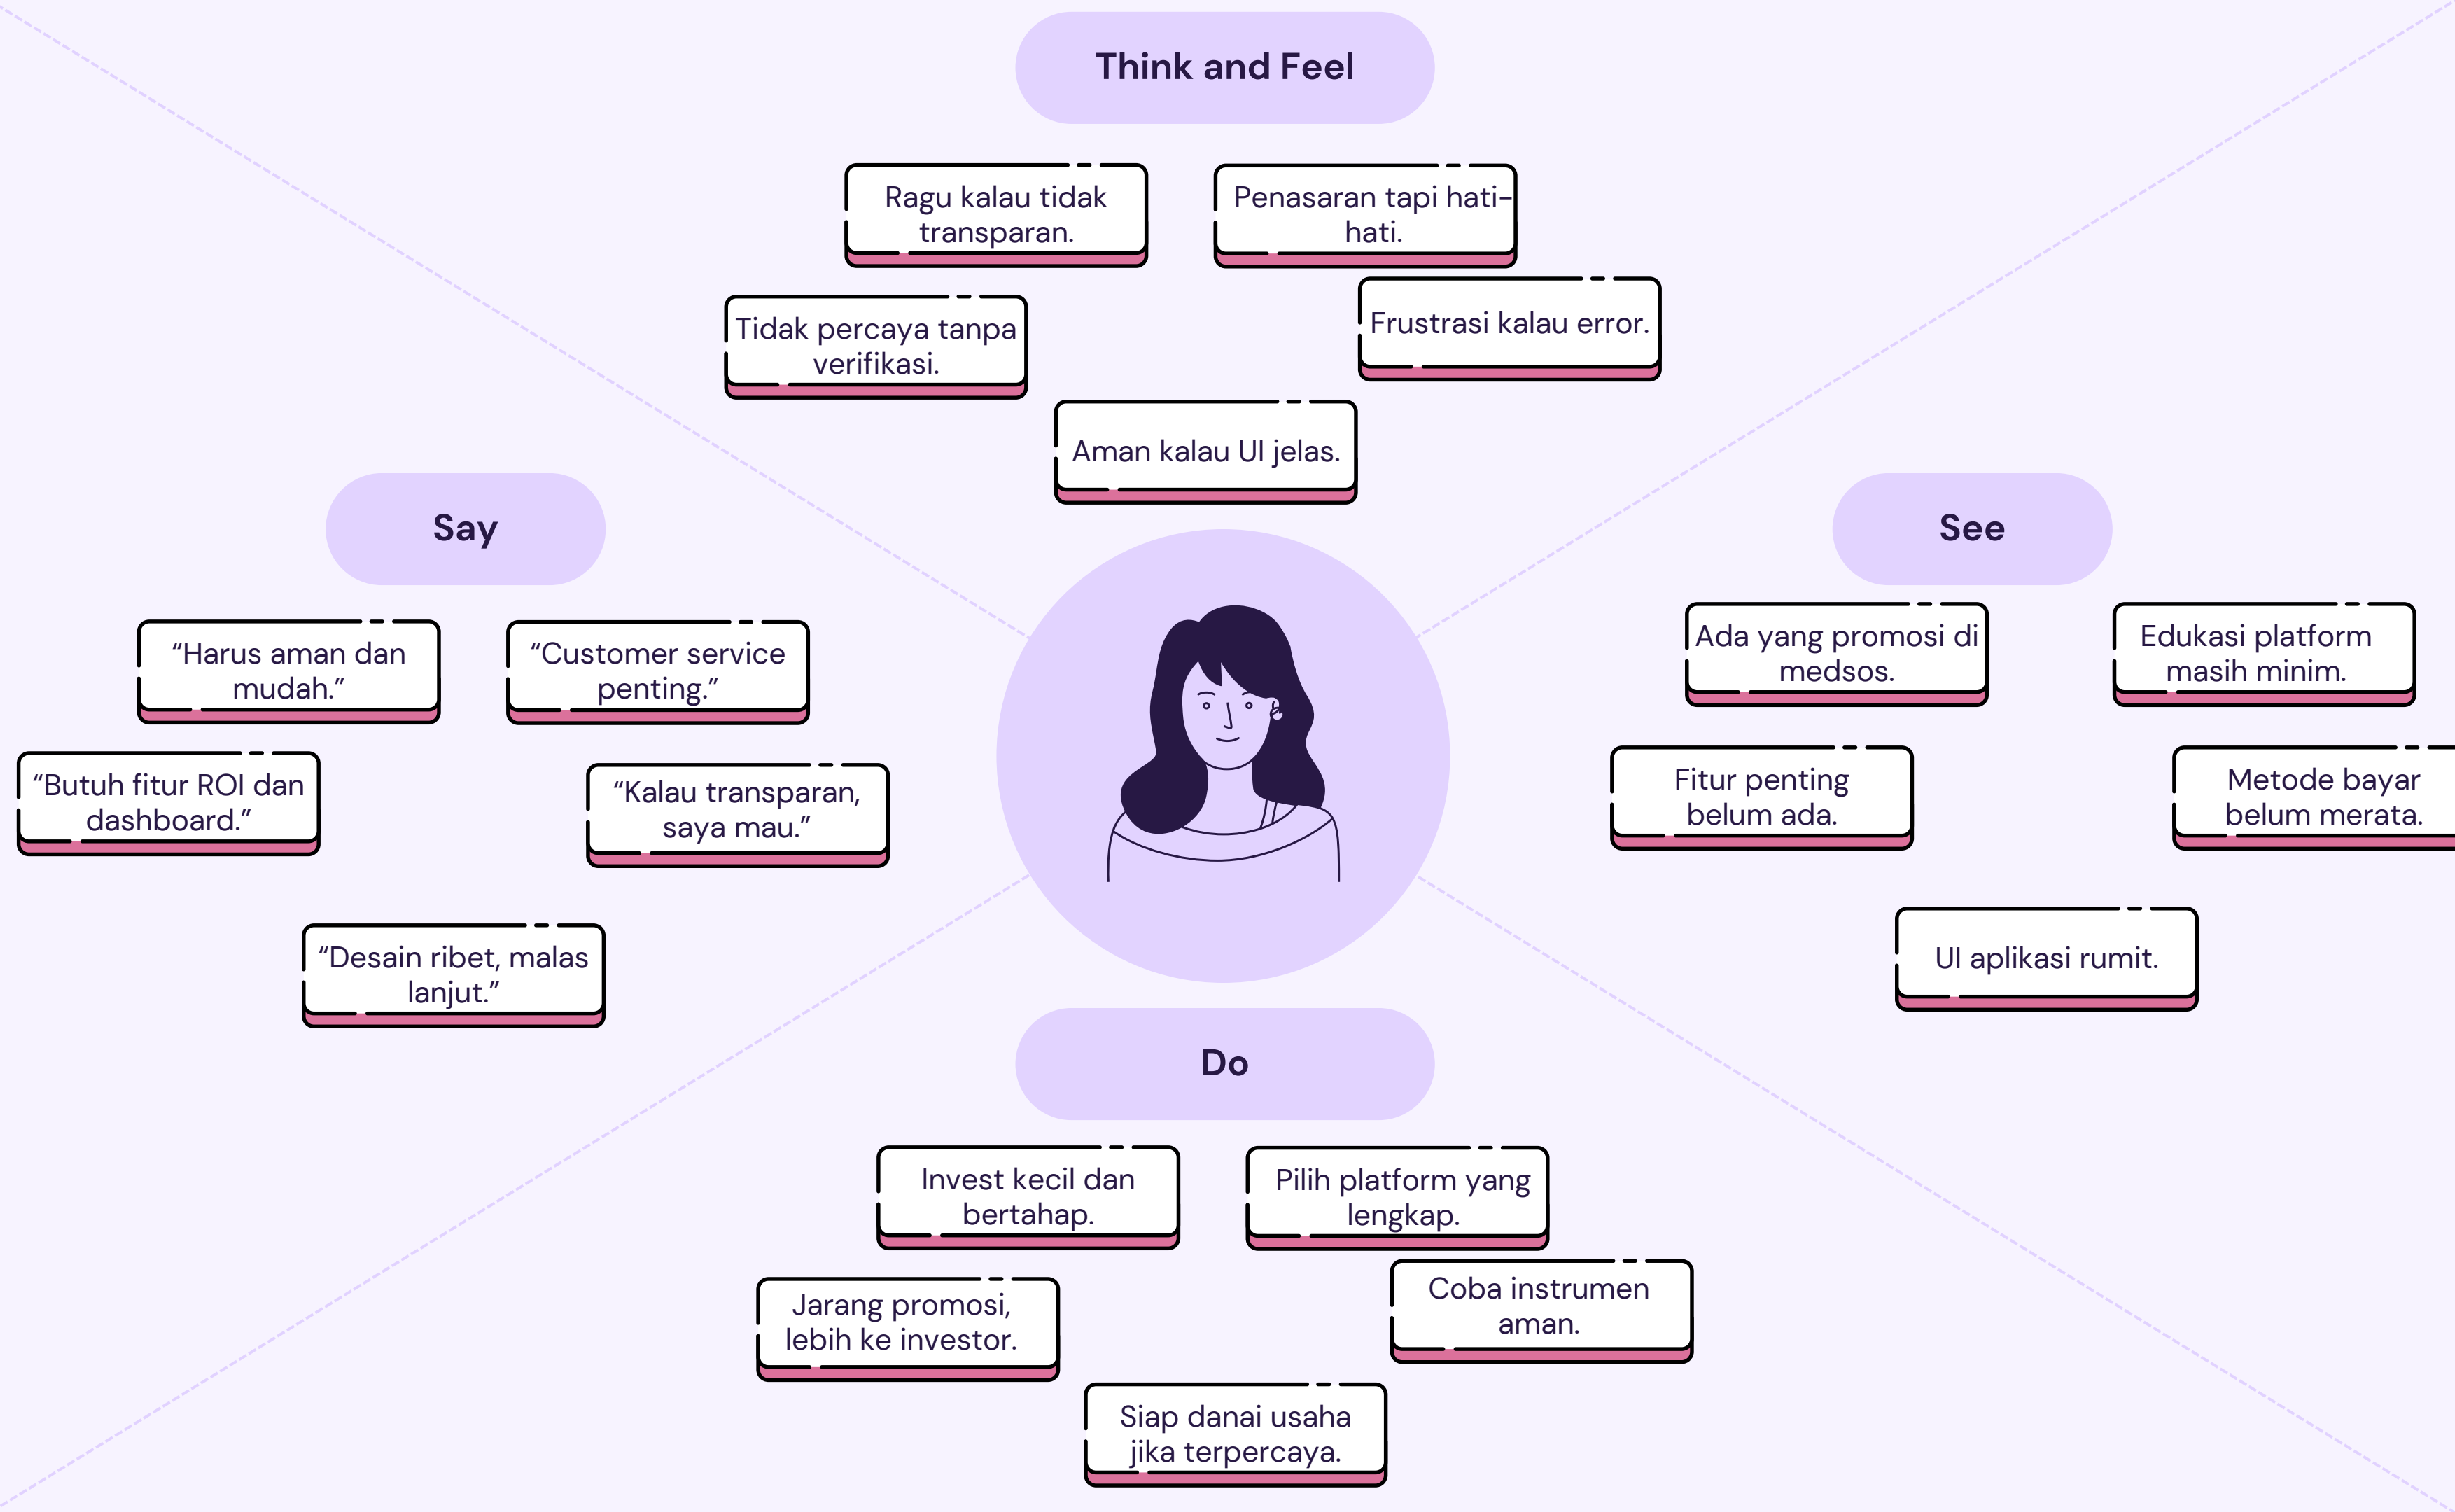 Think and Feel
Ragu kalau tidak
transparan.
Penasaran tapi hati-
hati.
Tidak percaya tanpa
verifikasi.
Frustrasi kalau error.
Aman kalau UI jelas.
Say
“Harus aman dan
mudah.”
“Customer service
penting.”
“Butuh fitur ROI dan
dashboard.”
“Kalau transparan,
saya mau.”
“Desain ribet, malas
lanjut.”
See
Ada yang promosi di
medsos.
Edukasi platform
masih minim.
Fitur penting
belum ada.
Metode bayar
belum merata.
UI aplikasi rumit.
Do
Invest kecil dan
bertahap.
Pilih platform yang
lengkap.
Jarang promosi,
lebih ke investor.
Coba instrumen
aman.
Siap danai usaha
jika terpercaya.